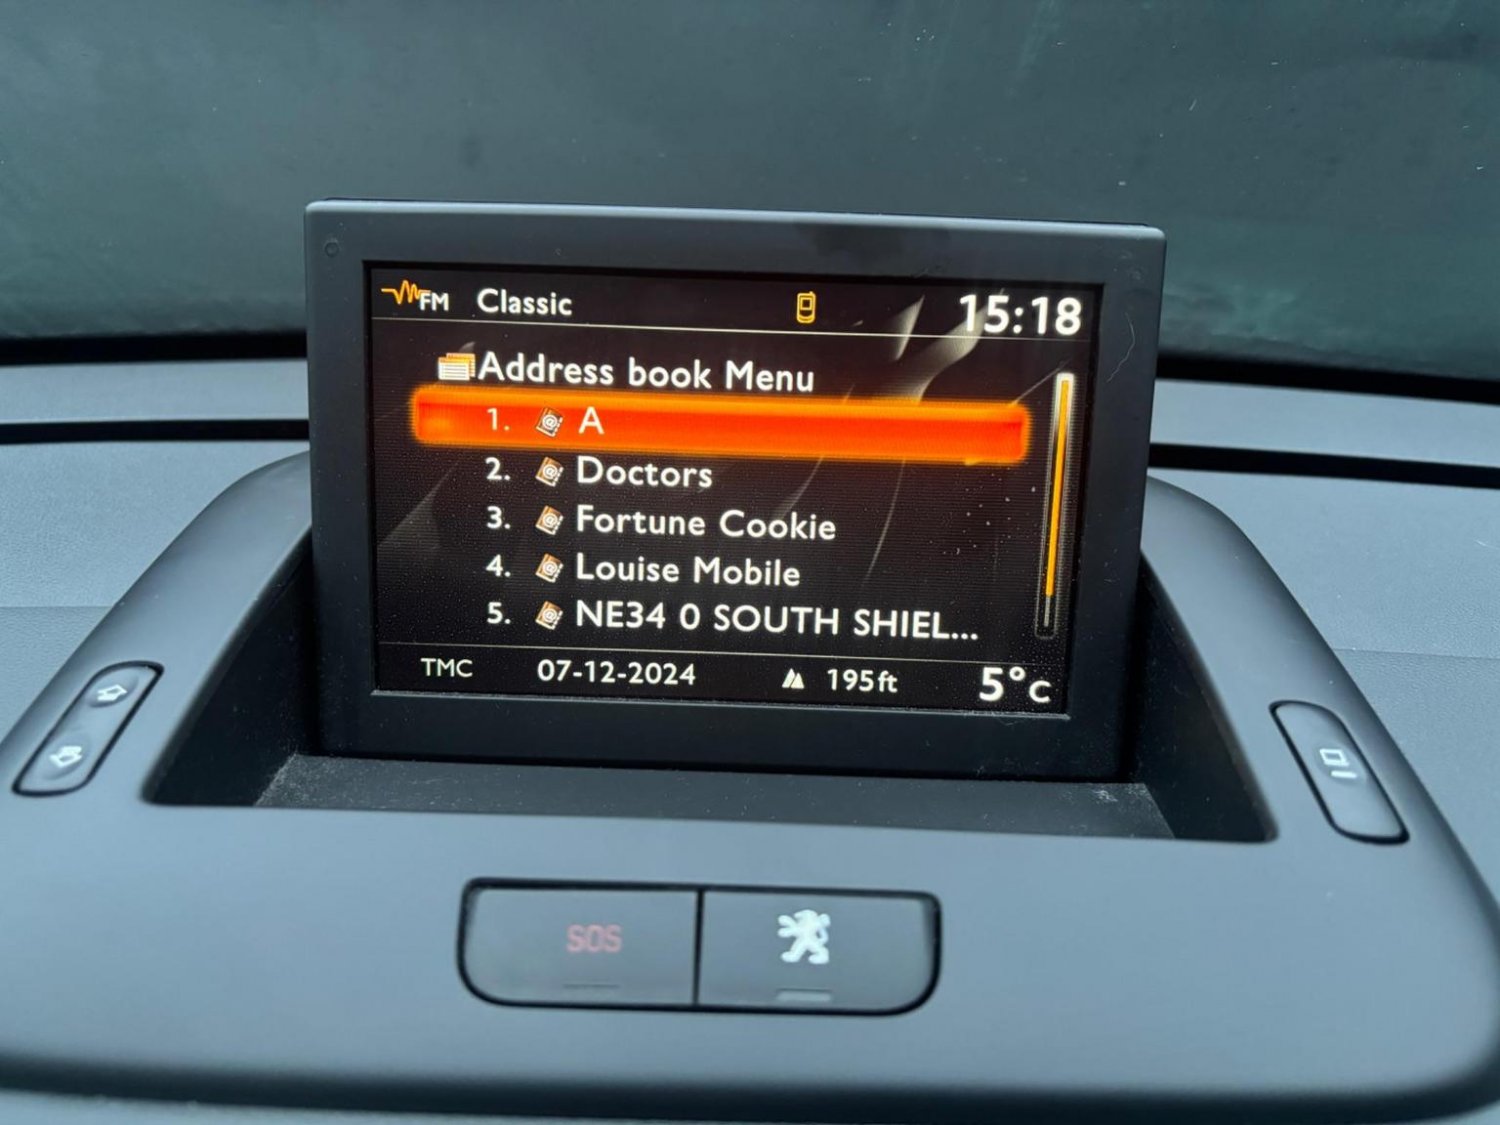 FM Classic 15:18
Address book Menu
1. A
2. Doctors
3. Fortune Cookie
4. Louise Mobile
5. NE34 0 SOUTH SHIEL...
TMC 07-12-2024 195ft 5°C
SOS